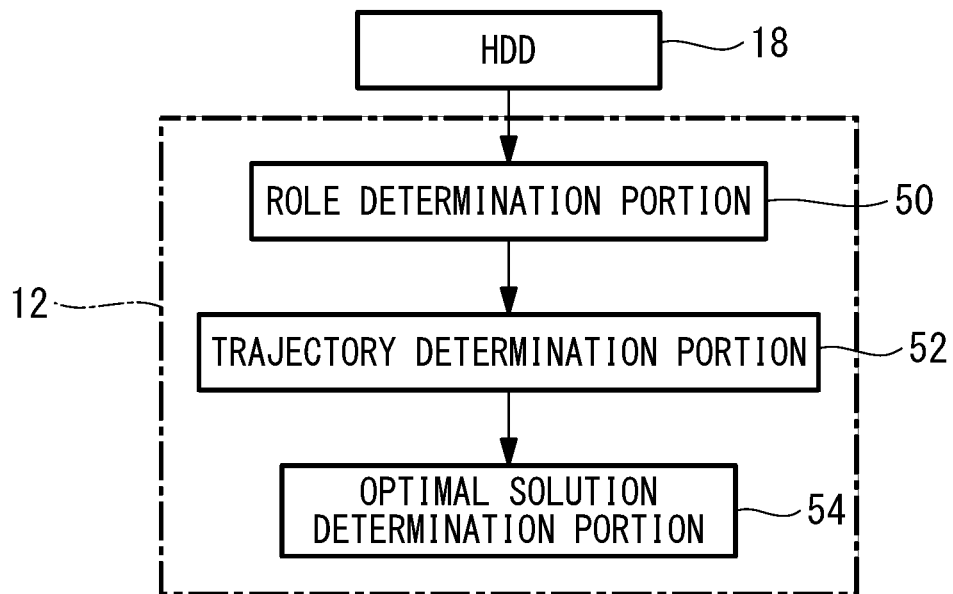 HDD
18
ROLE DETERMINATION PORTION
50
12
TRAJECTORY DETERMINATION PORTION
52
OPTIMAL SOLUTION
DETERMINATION PORTION
54